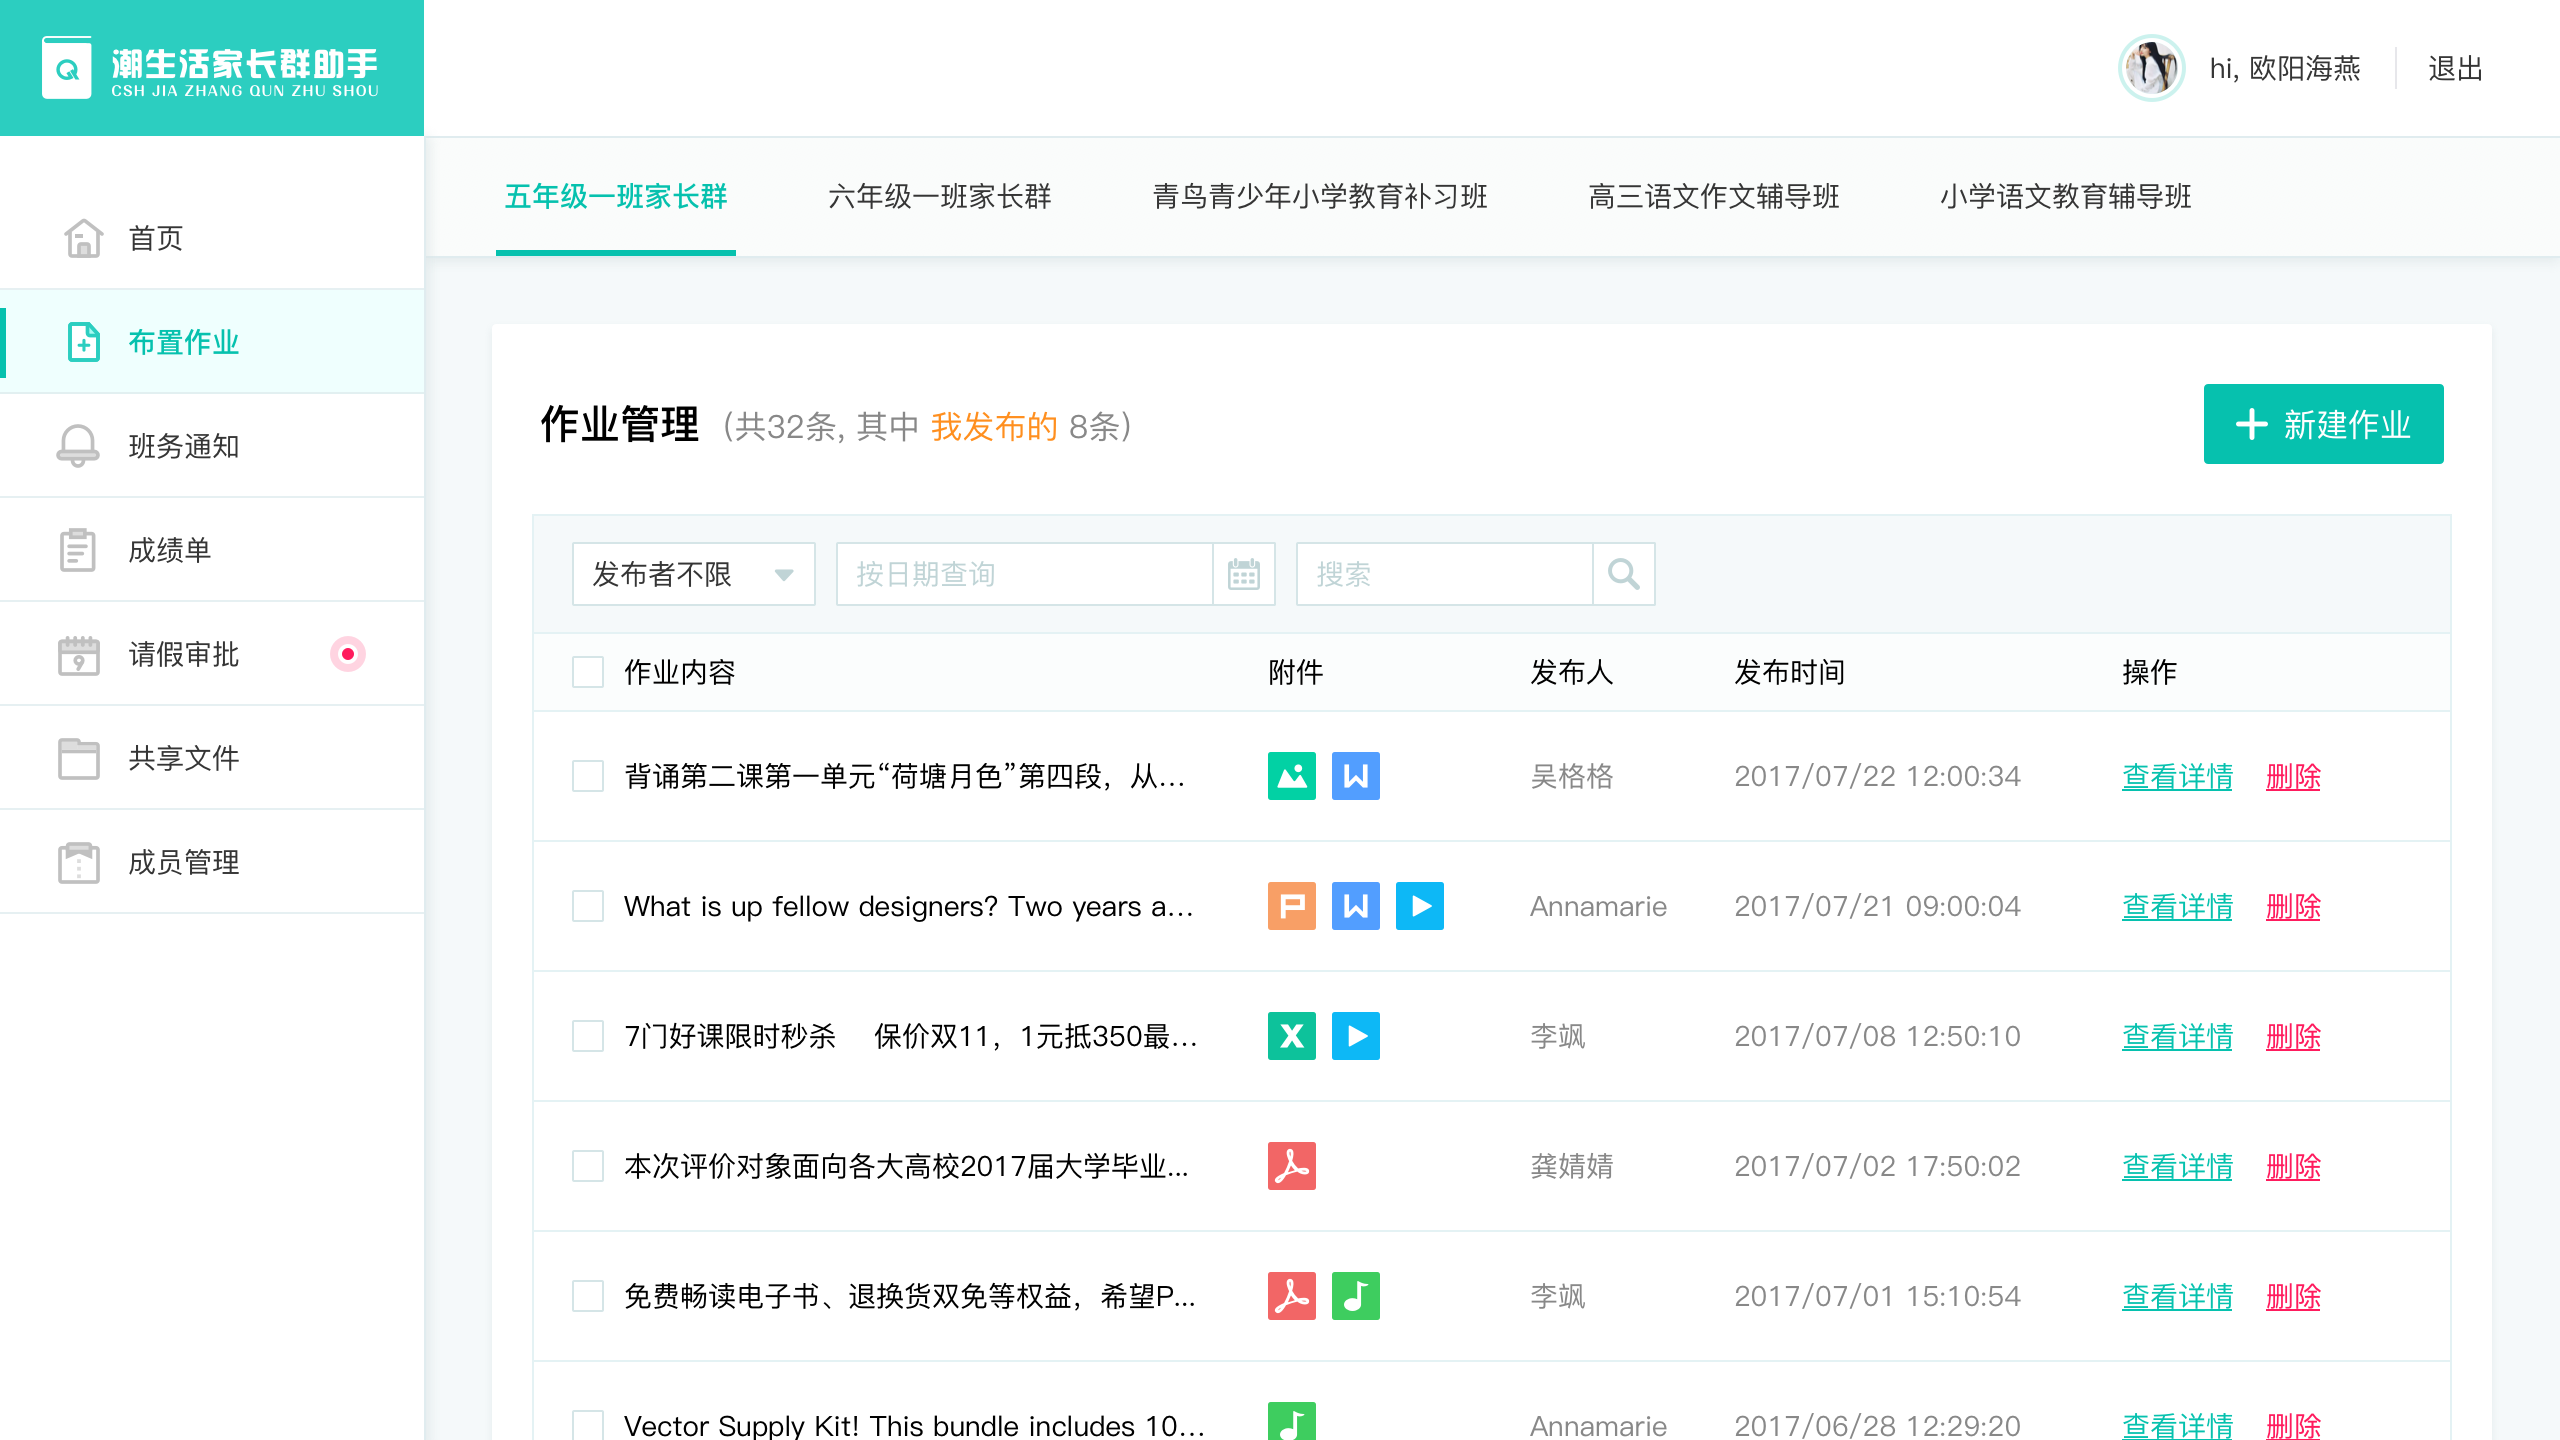 潮生活家长群助手
CSH JIA ZHANG QUN ZHU SHOU
hi, 欧阳海燕
退出
首页
布置作业
班务通知
成绩单
请假审批
共享文件
成员管理
五年级一班家长群 六年级一班家长群 青鸟青少年小学教育补习班 高三语文作文辅导班 小学语文教育辅导班
作业管理 (共32条, 其中 我发布的 8条)
新建作业
发布者不限 按日期查询 搜索
作业内容 附件 发布人 发布时间 操作
背诵第二课第一单元“荷塘月色”第四段，从... 吴格格 2017/07/22 12:00:34 查看详情 删除
What is up fellow designers? Two years a... Annamarie 2017/07/21 09:00:04 查看详情 删除
7门好课限时秒杀 保价双11，1元抵350最... 李飒 2017/07/08 12:50:10 查看详情 删除
本次评价对象面向各大高校2017届大学毕业... 龚婧婧 2017/07/02 17:50:02 查看详情 删除
免费畅读电子书、退换货双免等权益，希望P... 李飒 2017/07/01 15:10:54 查看详情 删除
Vector Supply Kit! This bundle includes 10... Annamarie 2017/06/28 12:29:20 查看详情 删除